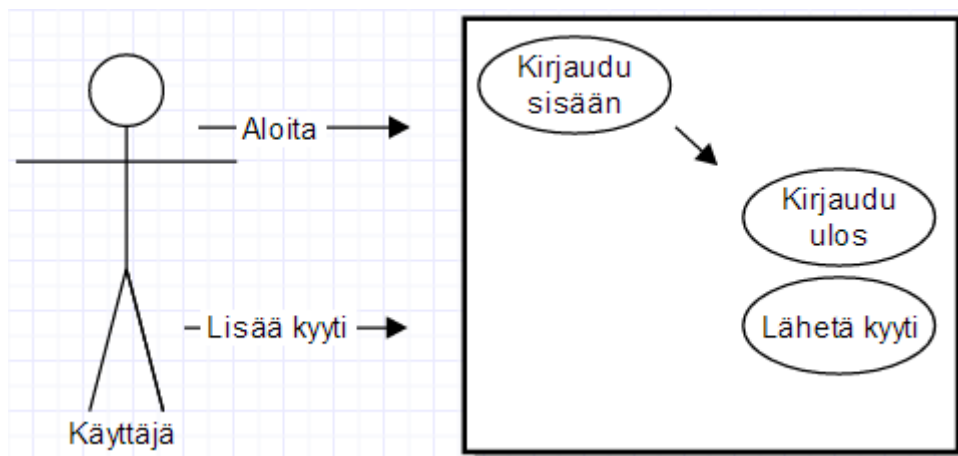 Kirjaudu
sisään
Aloita
Kirjaudu
ulos
Lisää kyyti
Lähetä kyyti
Käyttäjä